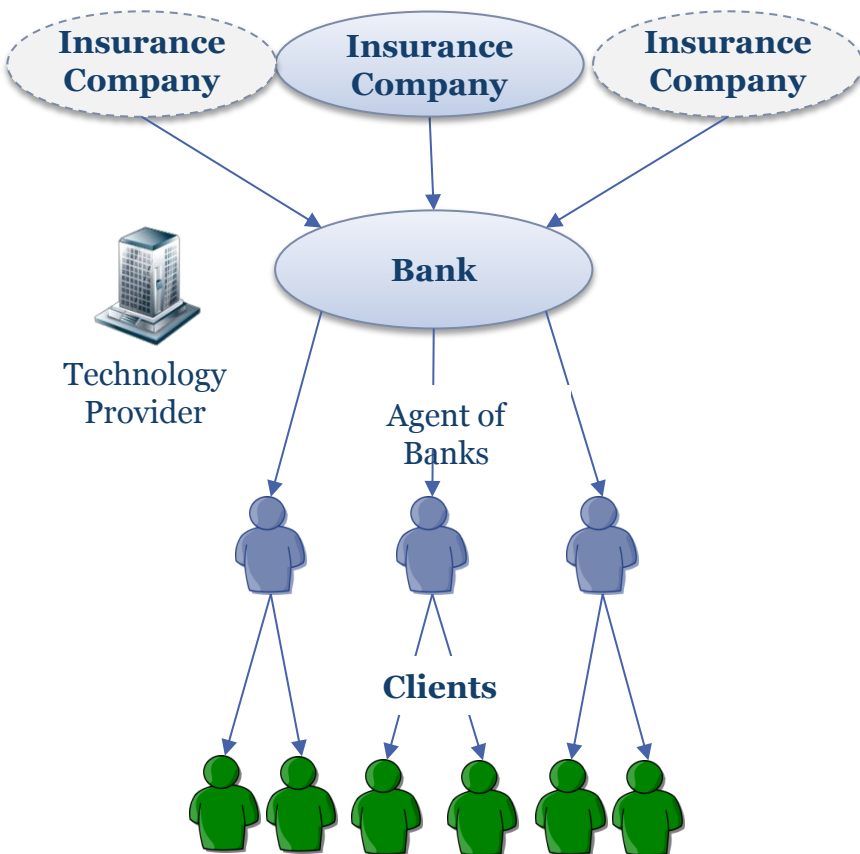 Insurance
Company
Insurance
Company
Insurance
Company
Bank
Technology
Provider
Agent of
Banks
Clients